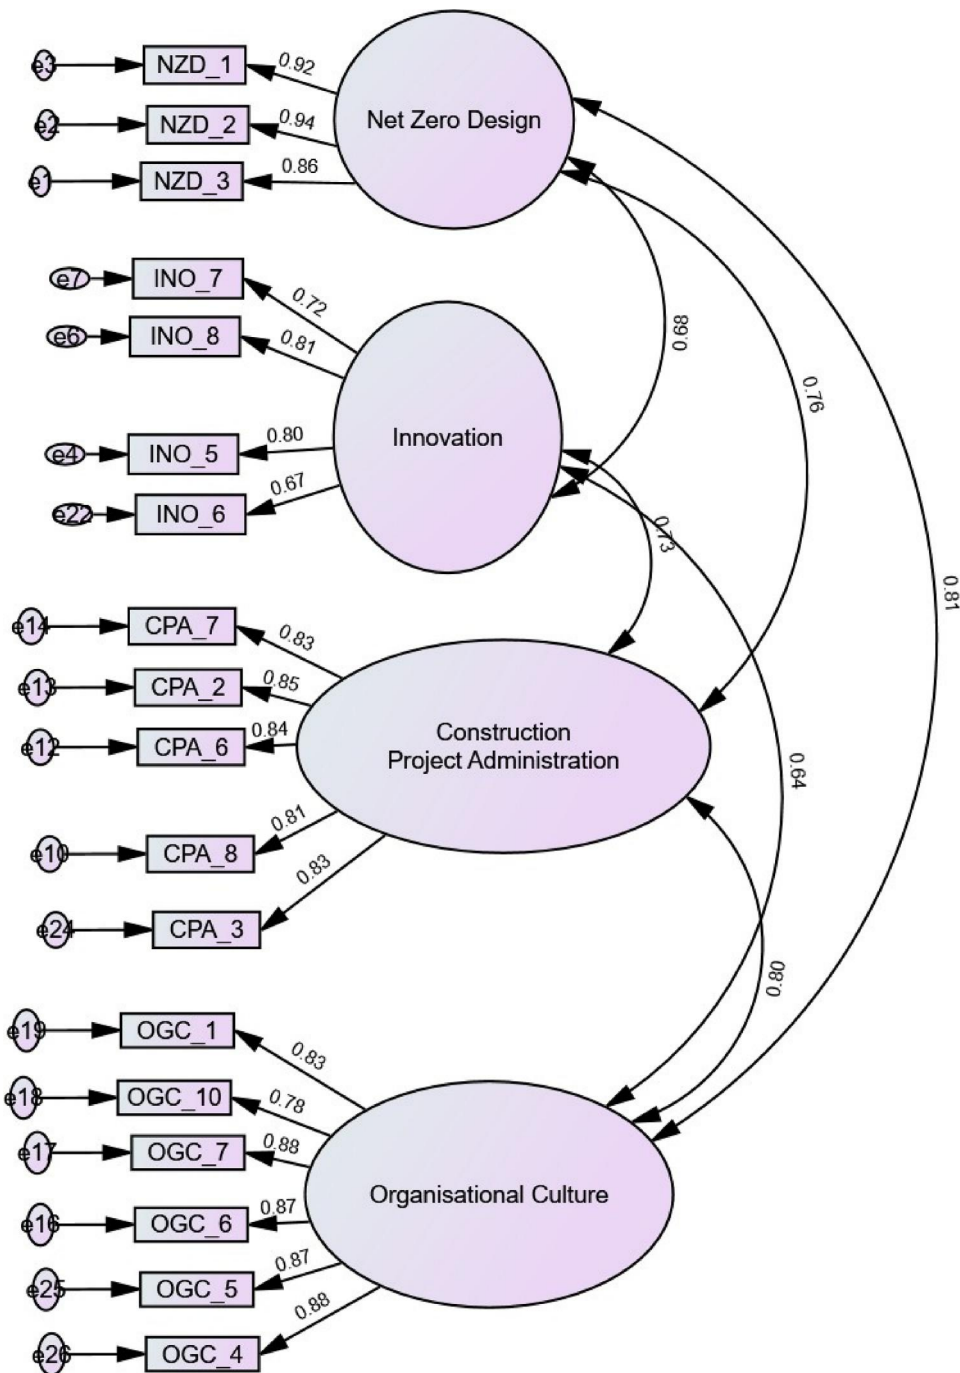 e3
NZD_1
0.92
e2
NZD_2
0.94
e1
NZD_3
0.86
Net Zero Design
e7
INO_7
0.72
e6
INO_8
0.81
e4
INO_5
0.80
e22
INO_6
0.67
Innovation
0.68
0.76
0.73
0.81
e14
CPA_7
0.83
e13
CPA_2
0.85
e12
CPA_6
0.84
e10
CPA_8
0.81
e24
CPA_3
0.83
Construction
Project Administration
0.64
0.80
e19
OGC_1
0.83
e18
OGC_10
0.78
e17
OGC_7
0.88
e16
OGC_6
0.87
e25
OGC_5
0.87
e26
OGC_4
0.88
Organisational Culture